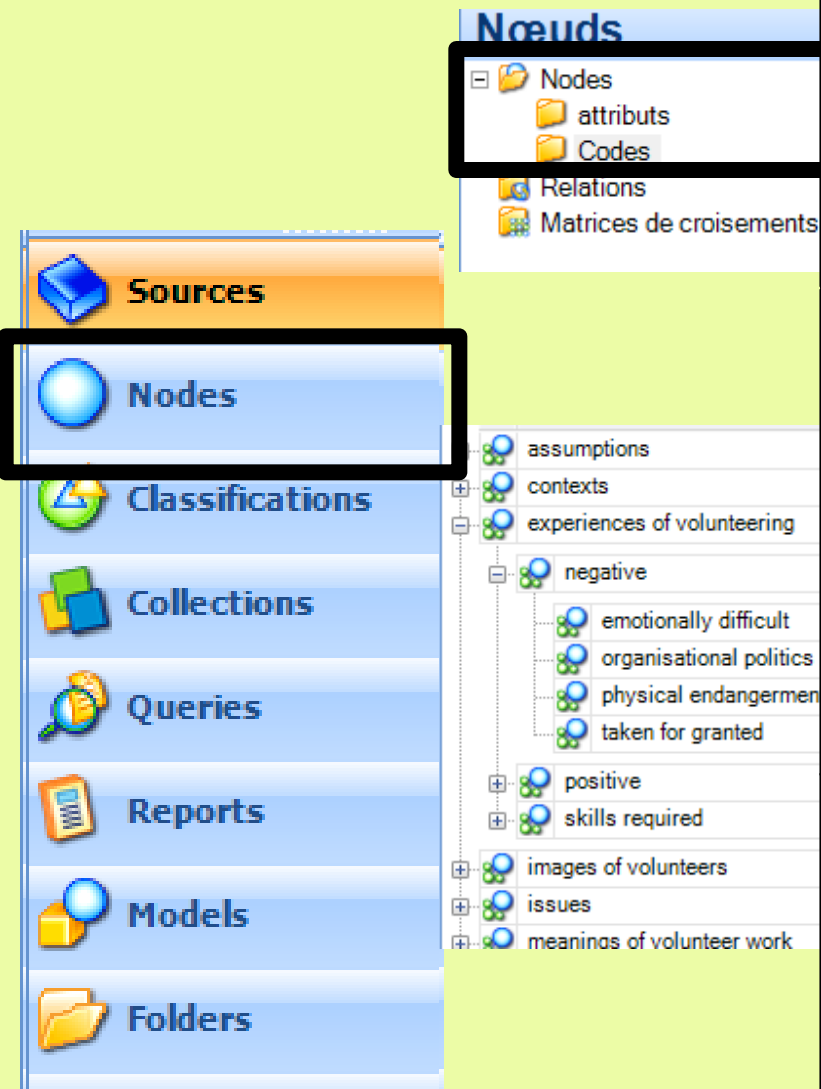 Nœuds
Nodes
attributs
Codes
Relations
Matrices de croisements
Sources
Nodes
Classifications
Collections
Queries
Reports
Models
Folders
assumptions
contexts
experiences of volunteering
negative
emotionally difficult
organisational politics
physical endangermen
taken for granted
positive
skills required
images of volunteers
issues
meanings of volunteer work